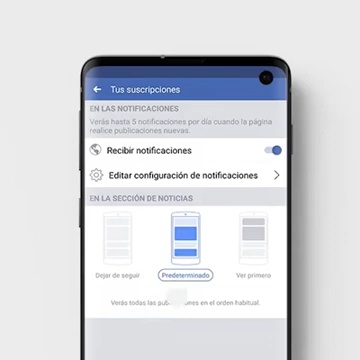 Tus suscripciones
EN LAS NOTIFICACIONES
Verás hasta 5 notificaciones por día cuando la página
realice publicaciones nuevas.
Recibir notificaciones
Editar configuración de notificaciones
EN LA SECCIÓN DE NOTICIAS
Dejar de seguir
Predeterminado
Ver primero
Verás todas las publicaciones en el orden habitual.